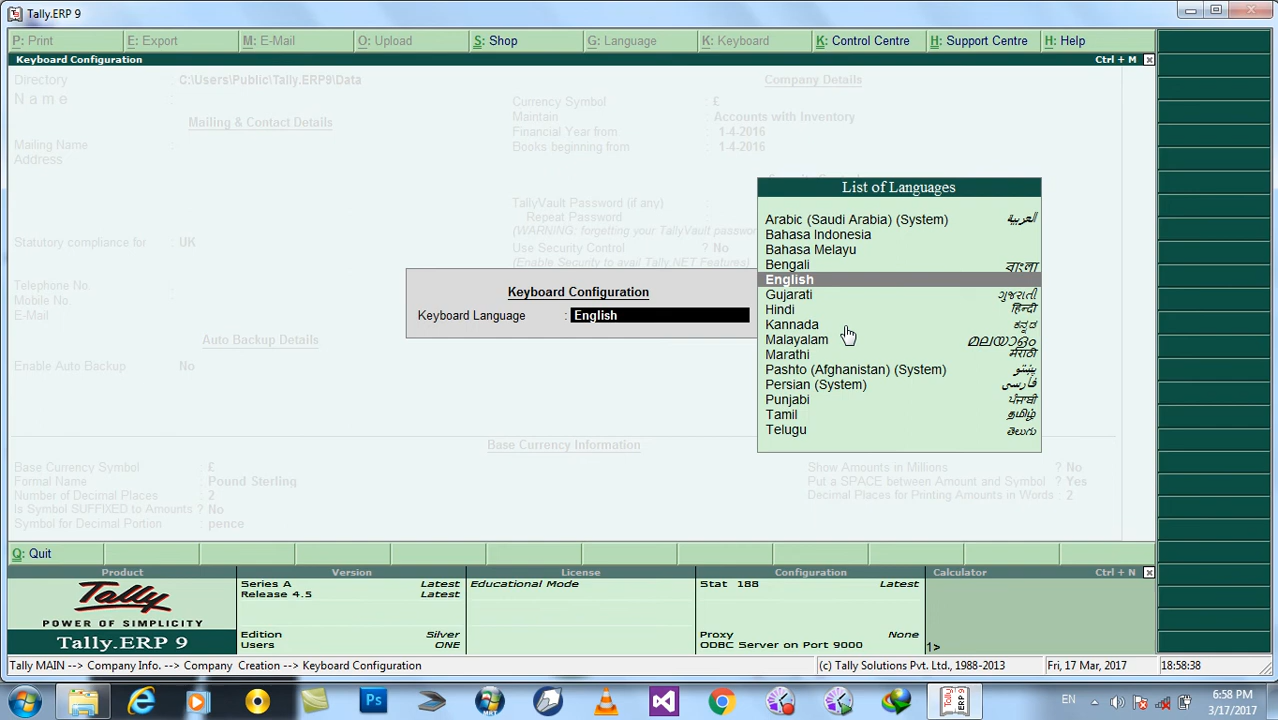 Tally.ERP 9
P: Print E: Export M: E-Mail O: Upload S: Shop G: Language K: Keyboard K: Control Centre H: Support Centre H: Help
Keyboard Configuration Ctrl + M
Directory : C:\Users\Public\Tally.ERP9\Data
Name :
Mailing & Contact Details
Mailing Name :
Address
Statutory compliance for : UK
Telephone No. :
Mobile No. :
E-Mail :
Auto Backup Details
Enable Auto Backup : No
Company Details
Currency Symbol : £
Maintain : Accounts with Inventory
Financial Year from : 1-4-2016
Books beginning from : 1-4-2016
TallyVault Password (if any) :
Repeat Password :
(WARNING: forgetting your TallyVault passwo
Use Security Control ? No
(Enable Security to avail Tally.NET Features)
Keyboard Configuration
Keyboard Language : English
List of Languages
Arabic (Saudi Arabia) (System) العربية
Bahasa Indonesia
Bahasa Melayu
Bengali বাংলা
English
Gujarati ગુજરાતી
Hindi हिन्दी
Kannada ಕನ್ನಡ
Malayalam മലയാളം
Marathi मराठी
Pashto (Afghanistan) (System) پښتو
Persian (System) فارسی
Punjabi ਪੰਜਾਬੀ
Tamil தமிழ்
Telugu తెలుగు
Base Currency Information
Base Currency Symbol : £
Formal Name : Pound Sterling
Number of Decimal Places : 2
Is Symbol SUFFIXED to Amounts ? No
Symbol for Decimal Portion : pence
Show Amounts in Millions ? No
Put a SPACE between Amount and Symbol ? Yes
Decimal Places for Printing Amounts in Words : 2
Q: Quit
Product Version License Configuration Calculator Ctrl + N
Tally
POWER OF SIMPLICITY
Tally.ERP 9
Series A Latest
Release 4.5 Latest
Edition Silver
Users ONE
Educational Mode
Stat 188 Latest
Proxy None
ODBC Server on Port 9000
1>
Tally MAIN --> Company Info. --> Company Creation --> Keyboard Configuration (c) Tally Solutions Pvt. Ltd., 1988-2013 Fri, 17 Mar, 2017 18:58:38
Ps EN 6:58 PM
3/17/2017